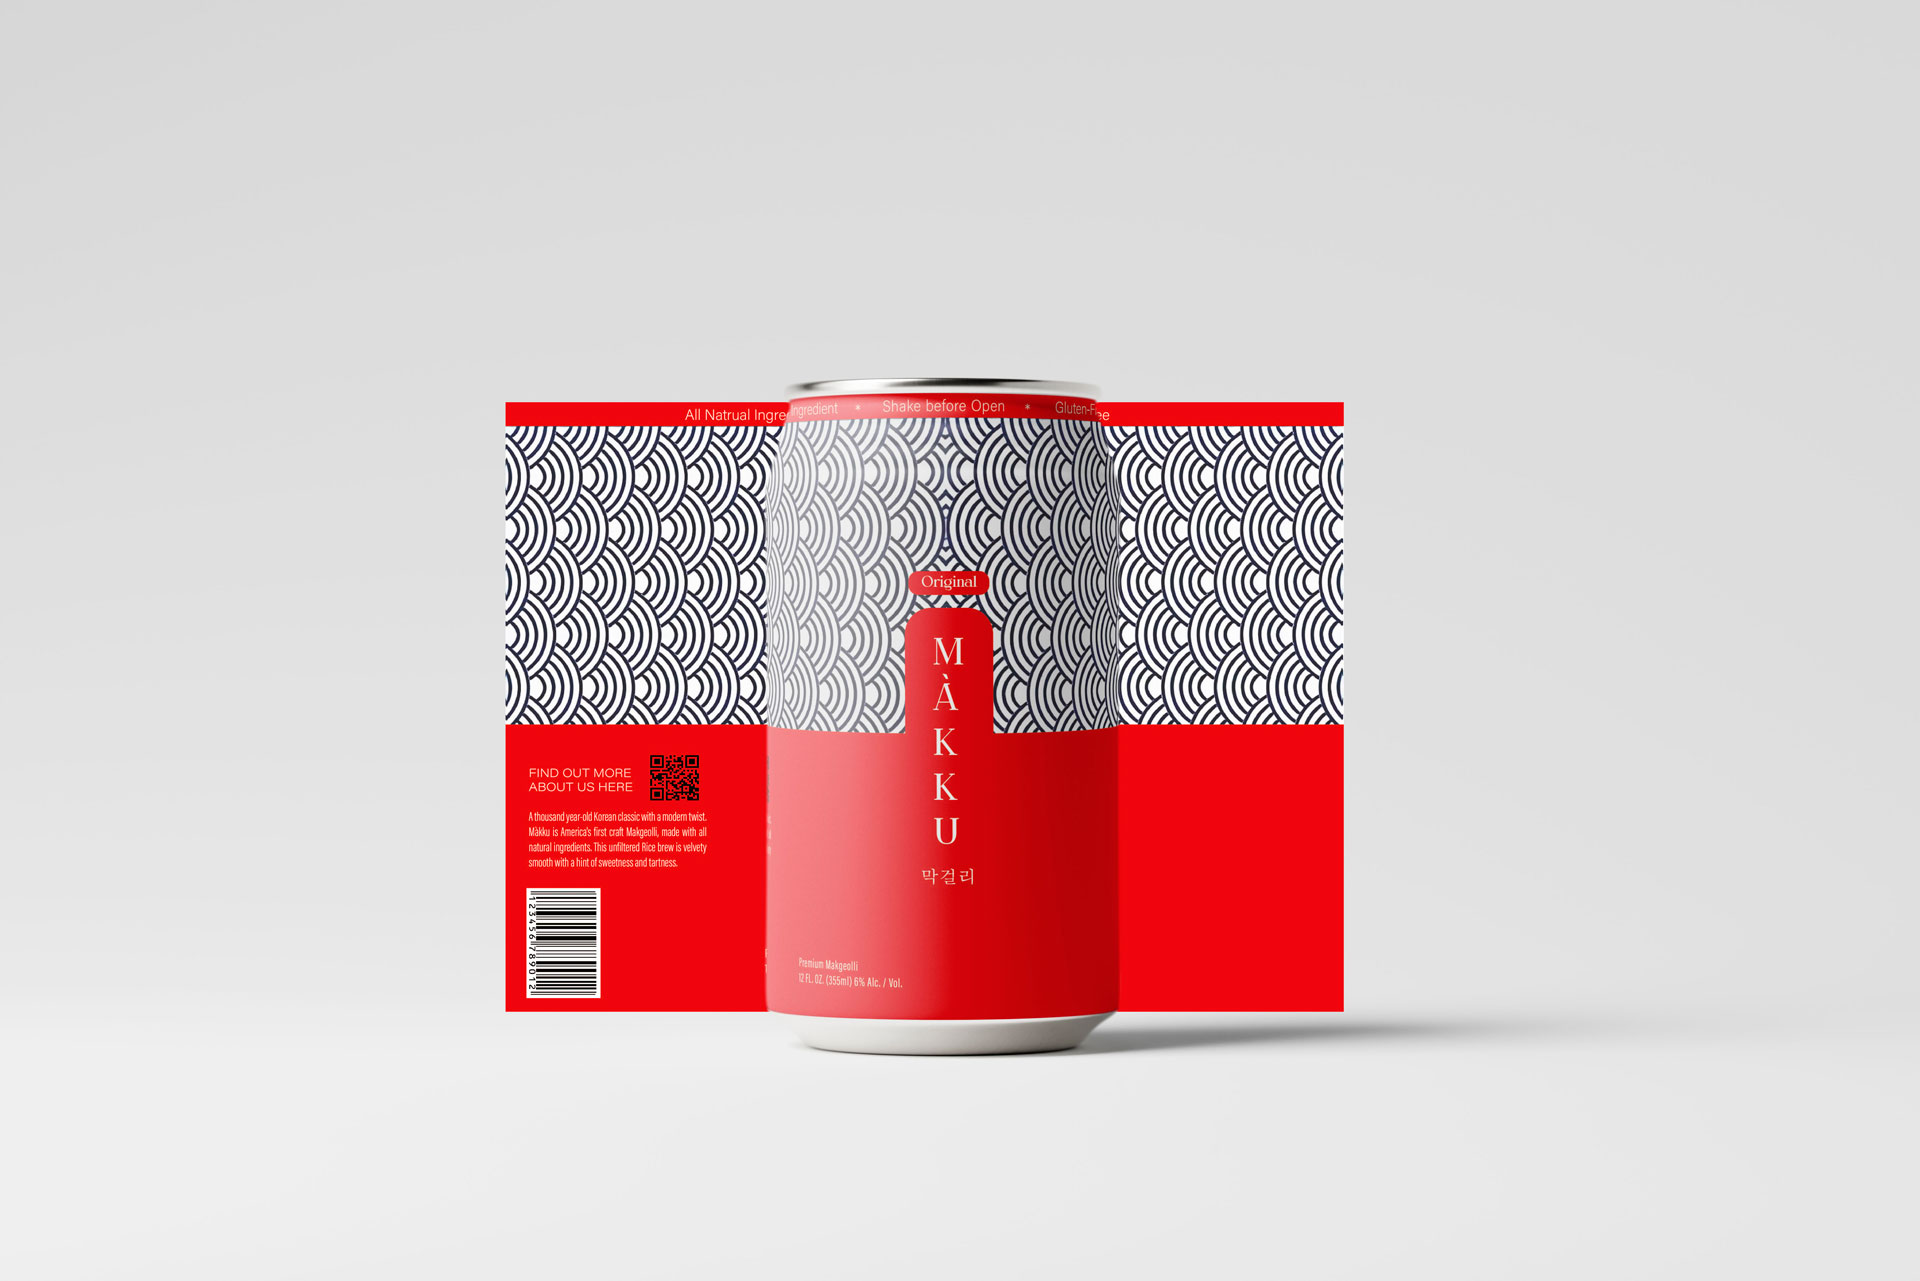 All Natrual Ingre
ingredient * Shake before Open * Gluten-F
ee
Original
MÀKKU
막걸리
Premium Makgeolli
12 FL. OZ. (355ml) 6% Alc. / Vol.
FIND OUT MORE
ABOUT US HERE
A thousand year-old Korean classic with a modern twist.
Màkku is America's first craft Makgeolli, made with all
natural ingredients. This unfiltered Rice brew is velvety
smooth with a hint of sweetness and tartness.
123456789012